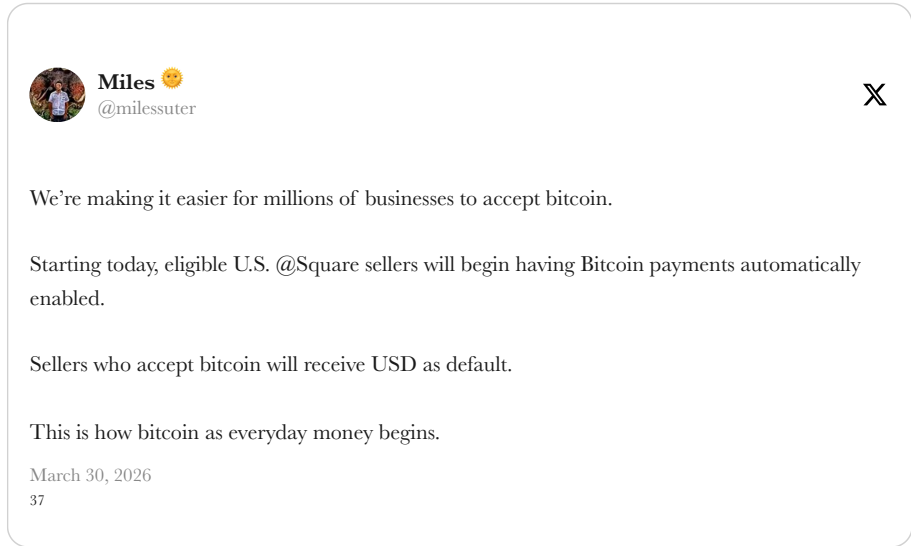 Miles 🌞
@milessuter
We’re making it easier for millions of businesses to accept bitcoin.
Starting today, eligible U.S. @Square sellers will begin having Bitcoin payments automatically
enabled.
Sellers who accept bitcoin will receive USD as default.
This is how bitcoin as everyday money begins.
March 30, 2026
37